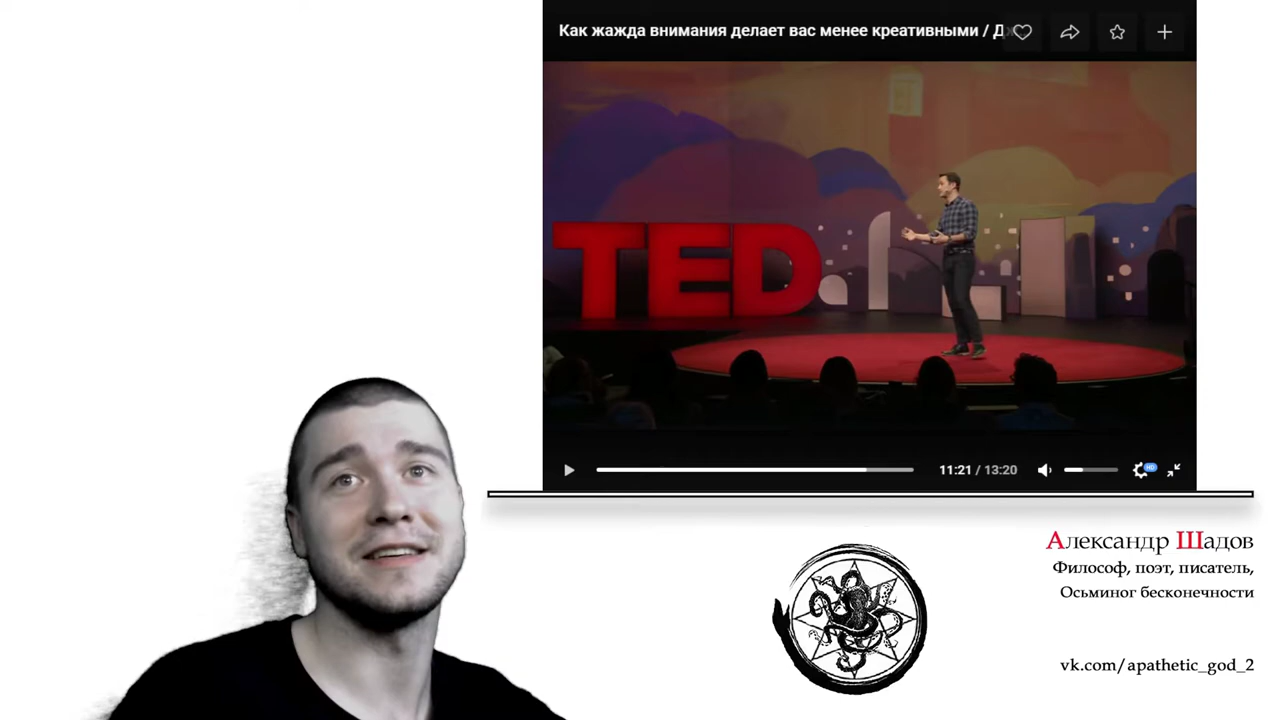 Как жажда внимания делает вас менее креативными /
TED
11:21 / 13:20
HD
Александр Шадов
Философ, поэт, писатель,
Осьминог бесконечности
vk.com/apathetic_god_2